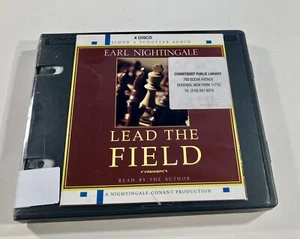 4 DISCS
SIMON & SCHUSTER AUDIO
EARL NIGHTINGALE
CONNETQUOT PUBLIC LIBRARY
760 OCEAN AVENUE
BOHEMIA, NEW YORK 11716
LEAD THE
FIELD
READ BY THE AUTHOR
A NIGHTINGALE-CONANT PRODUCTION